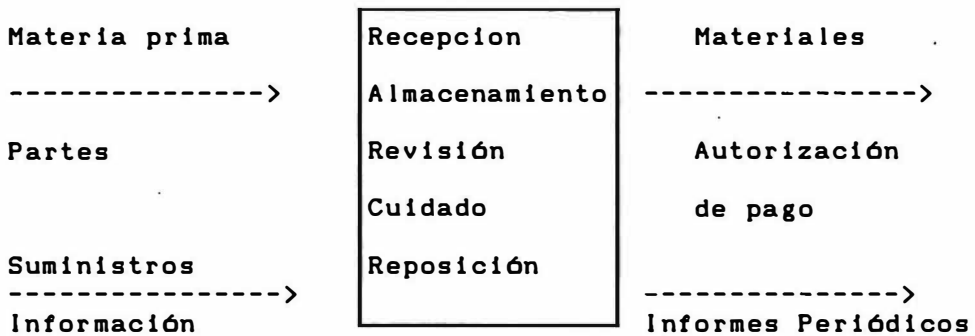 Materia prima Recepcion Materiales
---------------> Almacenamiento ---------------->
Partes Revisión Autorización
Cuidado de pago
Suministros Reposición
----------------> --------------->
Información Informes Periódicos